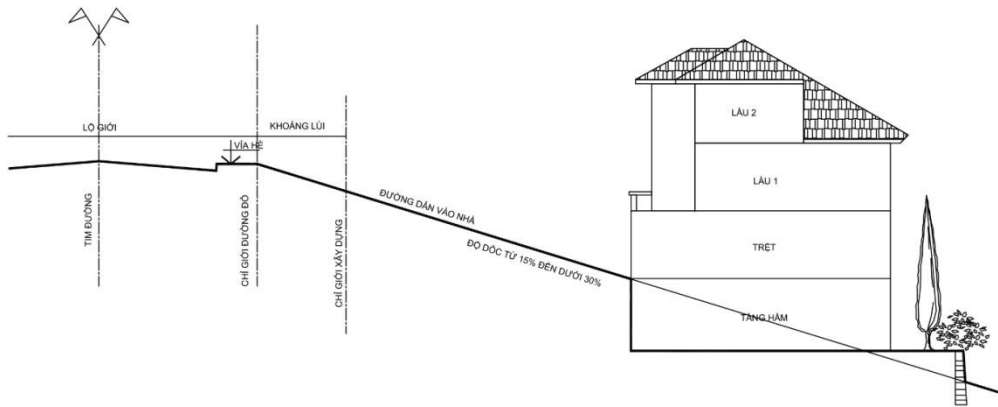 LỘ GIỚI
KHOẢNG LÙI
VỈA HÈ
TIM ĐƯỜNG
CHỈ GIỚI ĐƯỜNG ĐỎ
CHỈ GIỚI XÂY DỰNG
ĐƯỜNG DẪN VÀO NHÀ
ĐỘ DỐC TỪ 15% ĐẾN DƯỚI 30%
LẦU 2
LẦU 1
TRỆT
TẦNG HẦM